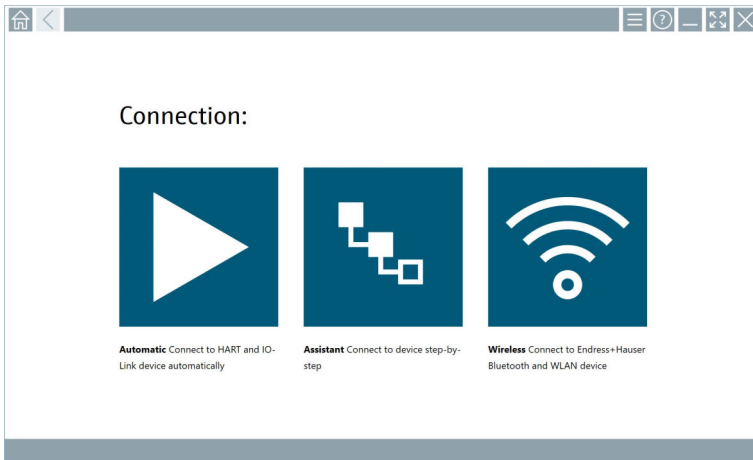 Connection:
Automatic Connect to HART and IO-
Link device automatically
Assistant Connect to device step-by-
step
Wireless Connect to Endress+Hauser
Bluetooth and WLAN device